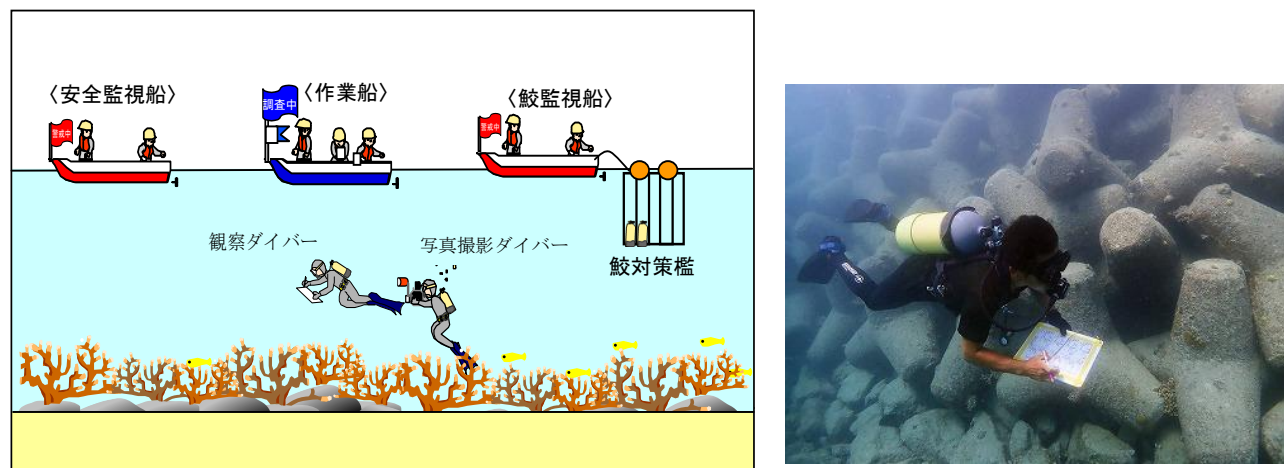 〈安全監視船〉
〈作業船〉
〈鮫監視船〉
警戒中
調査中
警戒中
観察ダイバー
写真撮影ダイバー
鮫対策檻